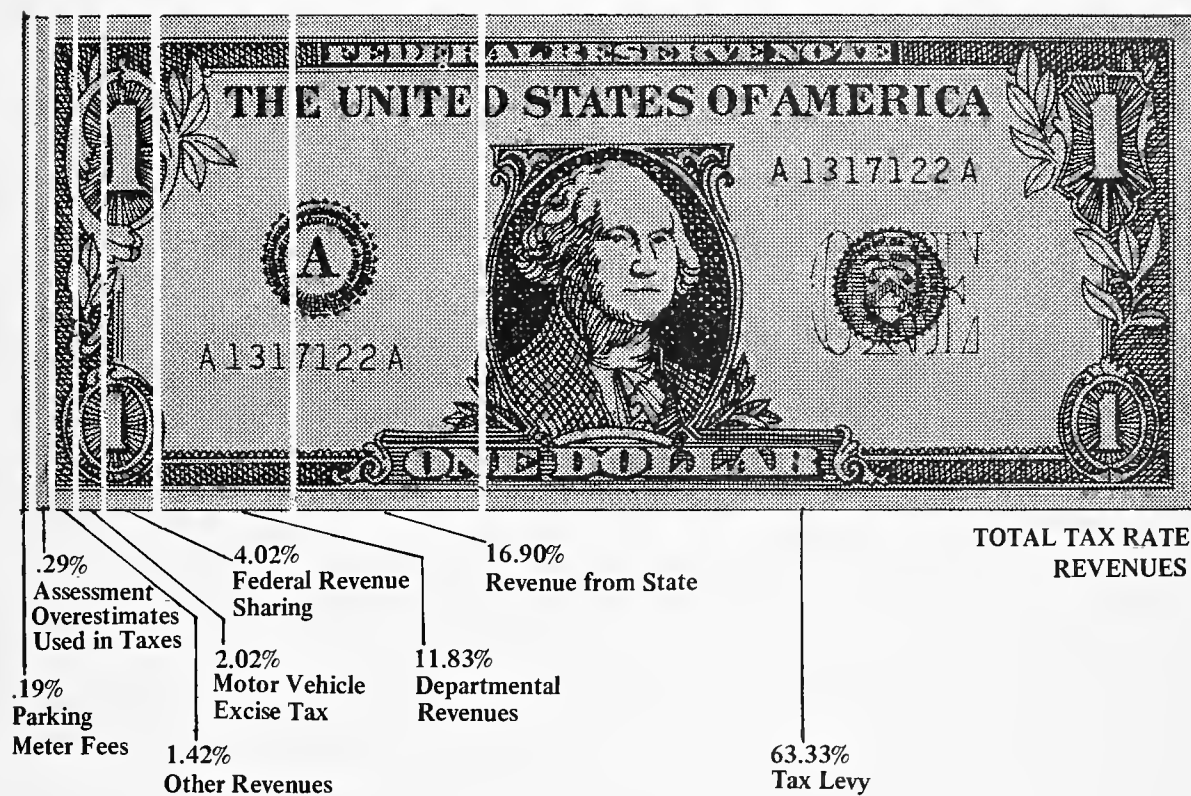 FEDERAL RESERVE NOTE
THE UNITED STATES OF AMERICA
1
1
A 1317122 A
A
ONE
A 1317122 A
1
1
ONE DOLLAR
TOTAL TAX RATE
REVENUES
.29%
Assessment
Overestimates
Used in Taxes
4.02%
Federal Revenue
Sharing
16.90%
Revenue from State
.19%
Parking
Meter Fees
2.02%
Motor Vehicle
Excise Tax
11.83%
Departmental
Revenues
1.42%
Other Revenues
63.33%
Tax Levy